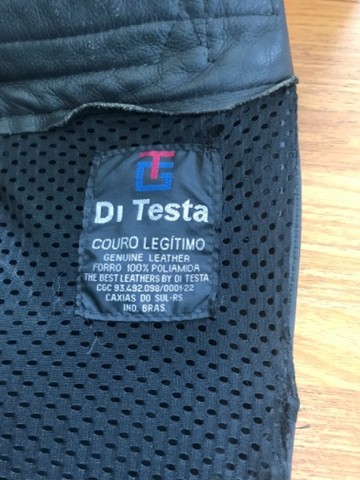 Di Testa
COURO LEGÍTIMO
GENUINE LEATHER
FORRO 100% POLIAMIDA
THE BEST LEATHERS BY DI TESTA
CGC 93.492.098/0001-22
CAXIAS DO SUL-RS
IND. BRAS.